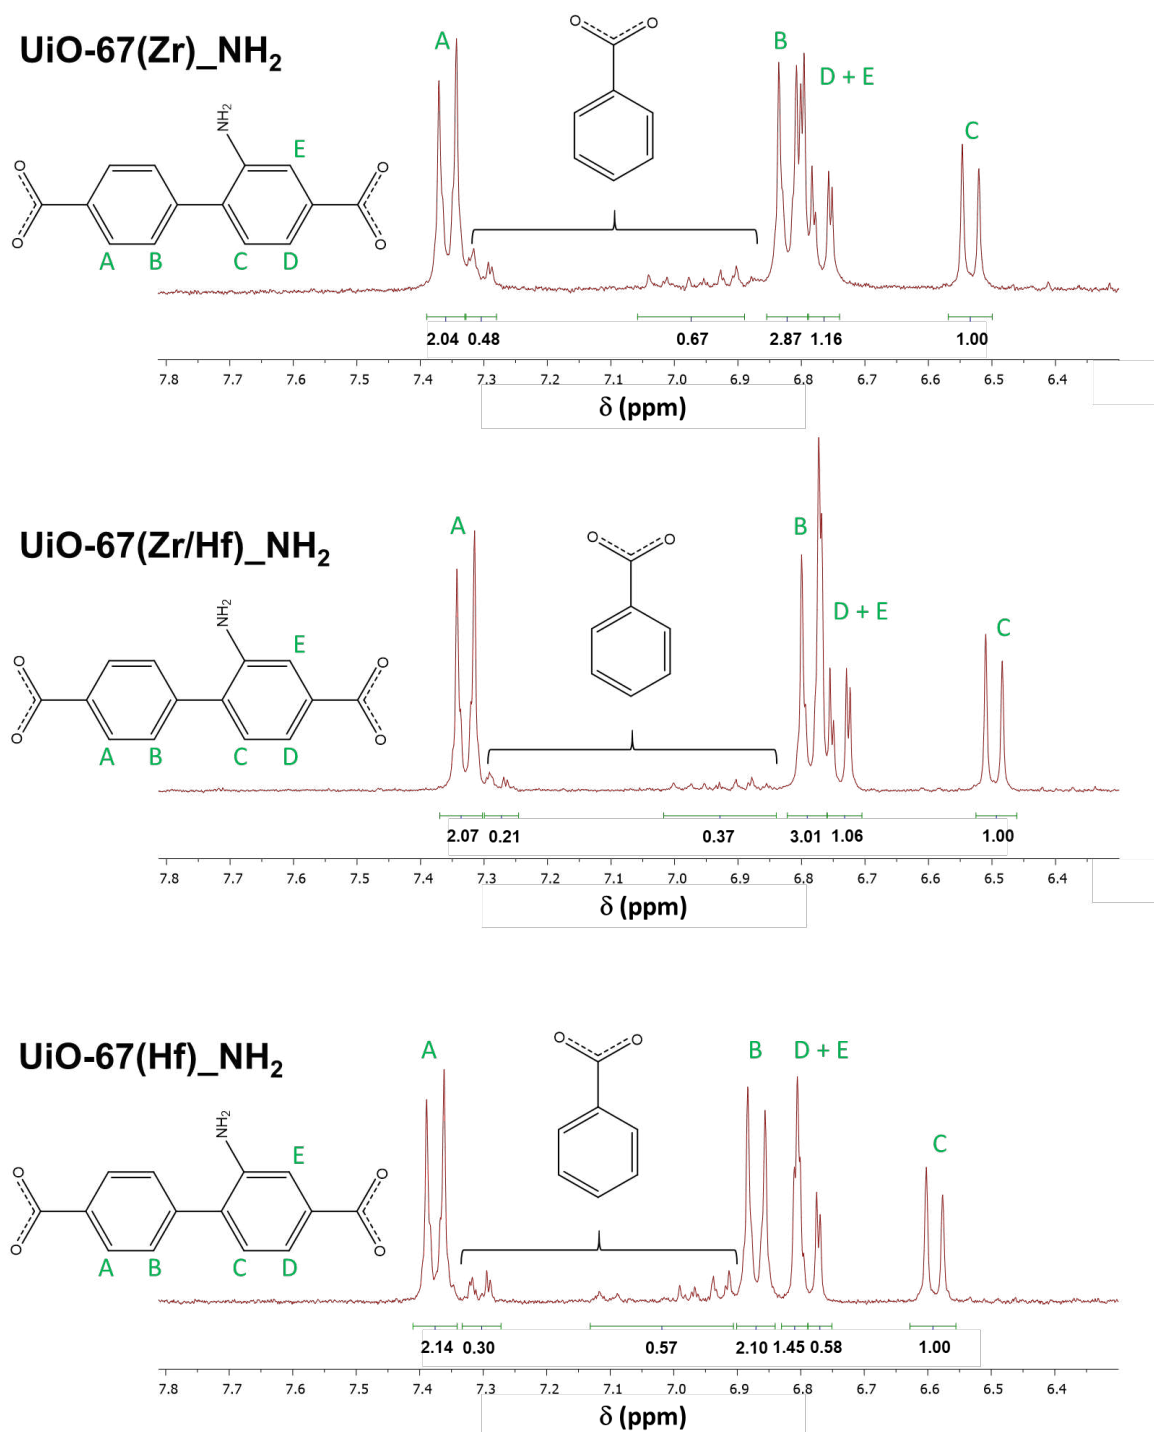 UiO-67(Zr)_NH2
A
B
D + E
C
O
O
NH2
E
O
O
O
O
A
B
C
D
2.04 0.48 0.67 2.87 1.16 1.00
7.8 7.7 7.6 7.5 7.4 7.3 7.2 7.1 7.0 6.9 6.8 6.7 6.6 6.5 6.4
δ (ppm)
UiO-67(Zr/Hf)_NH2
A
B
D + E
C
O
O
NH2
E
O
O
O
O
A
B
C
D
2.07 0.21 0.37 3.01 1.06 1.00
7.8 7.7 7.6 7.5 7.4 7.3 7.2 7.1 7.0 6.9 6.8 6.7 6.6 6.5 6.4
δ (ppm)
UiO-67(Hf)_NH2
A
B
D + E
C
O
O
NH2
E
O
O
O
O
A
B
C
D
2.14 0.30 0.57 2.10 1.45 0.58 1.00
7.8 7.7 7.6 7.5 7.4 7.3 7.2 7.1 7.0 6.9 6.8 6.7 6.6 6.5 6.4
δ (ppm)